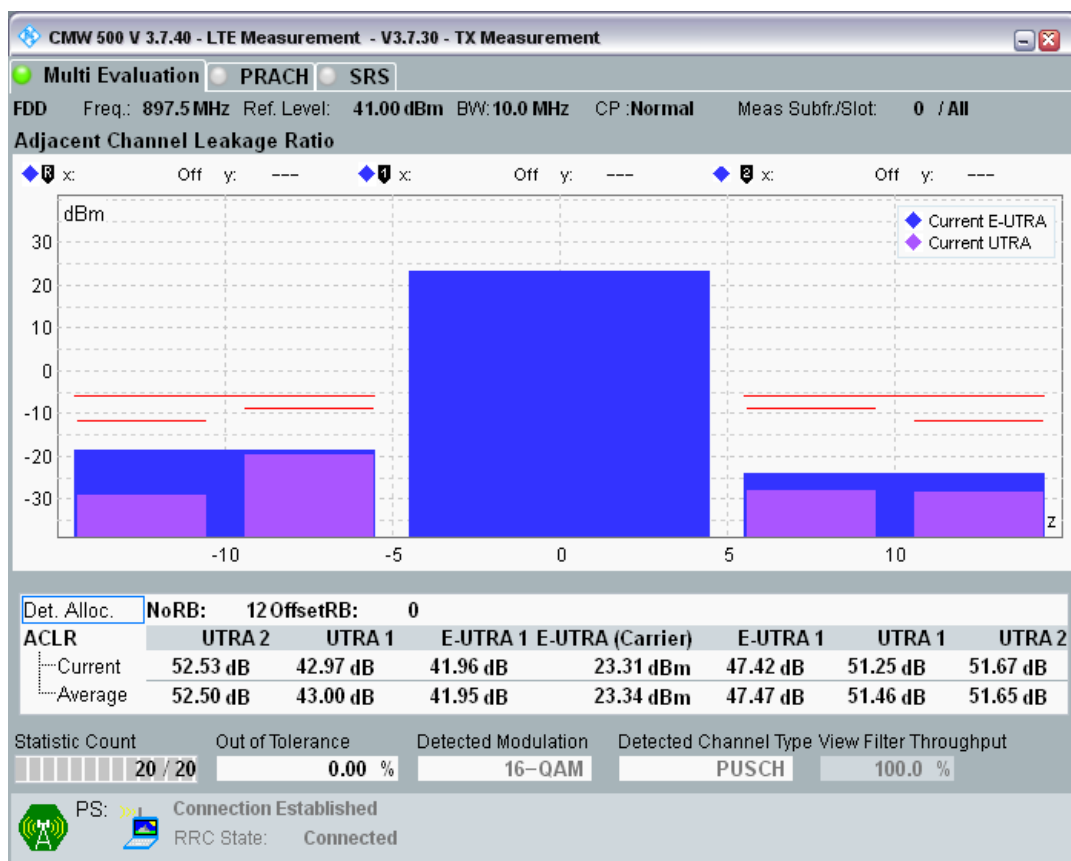 CMW 500 V 3.7.40 - LTE Measurement - V3.7.30 - TX Measurement
Multi Evaluation PRACH SRS
FDD Freq.: 897.5 MHz Ref. Level: 41.00 dBm BW: 10.0 MHz CP :Normal Meas Subfr./Slot: 0 / All
Adjacent Channel Leakage Ratio
R x: Off y: --- 1 x: Off y: --- 2 x: Off y: ---
dBm
Current E-UTRA
Current UTRA
30
20
10
0
-10
-20
-30
z
-10 -5 0 5 10
Det. Alloc. NoRB: 12 OffsetRB: 0
ACLR UTRA 2 UTRA 1 E-UTRA 1 E-UTRA (Carrier) E-UTRA 1 UTRA 1 UTRA 2
Current 52.53 dB 42.97 dB 41.96 dB 23.31 dBm 47.42 dB 51.25 dB 51.67 dB
Average 52.50 dB 43.00 dB 41.95 dB 23.34 dBm 47.47 dB 51.46 dB 51.65 dB
Statistic Count Out of Tolerance Detected Modulation Detected Channel Type View Filter Throughput
20 / 20 0.00 % 16-QAM PUSCH 100.0 %
PS: Connection Established
RRC State: Connected